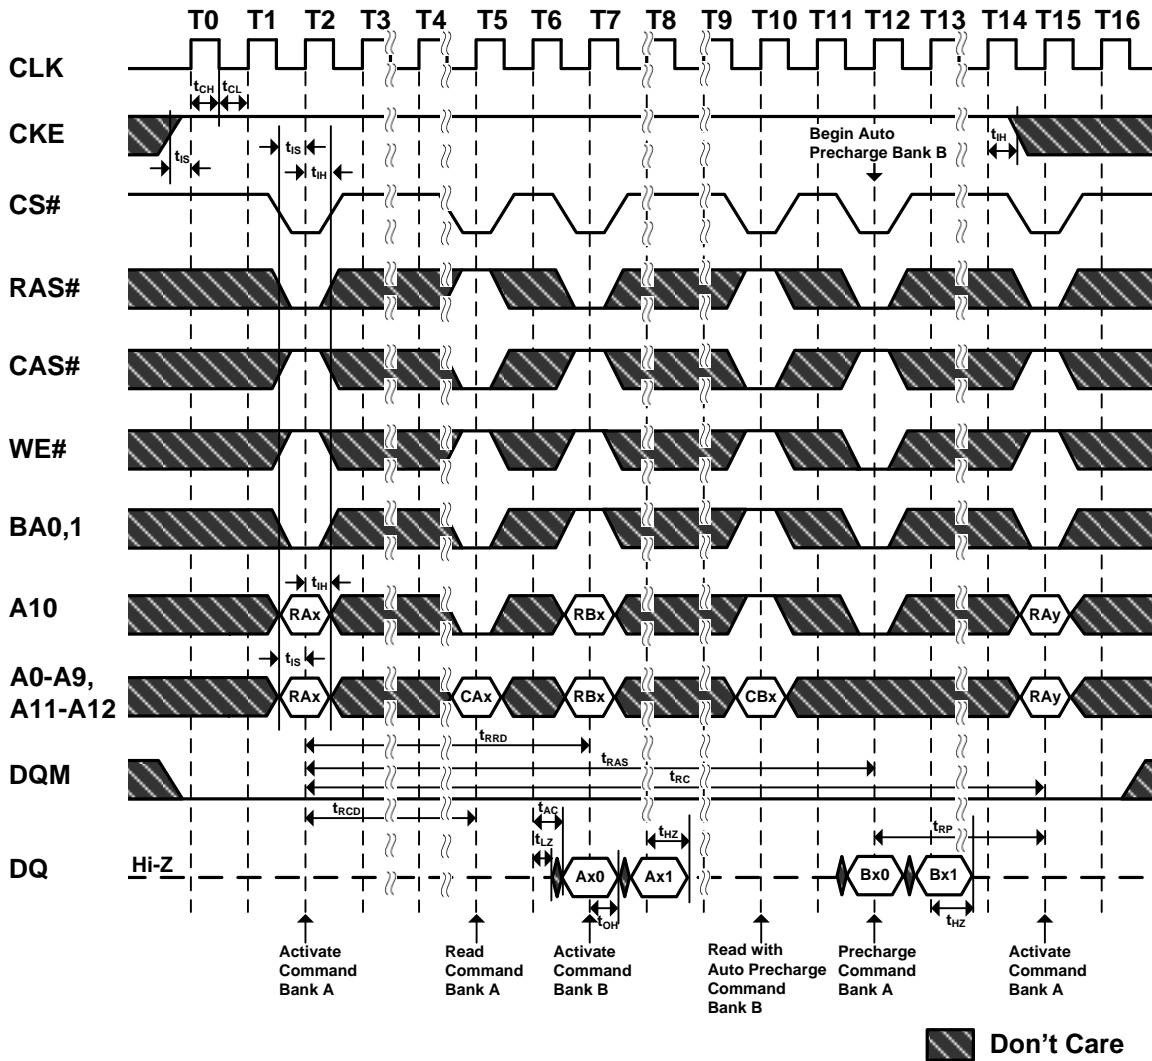 T0 T1 T2 T3 T4 T5 T6 T7 T8 T9 T10 T11 T12 T13 T14 T15 T16
CLK
tCH tCL
CKE
tIS
tIS
tIH
Begin Auto
Precharge Bank B
tIH
CS#
RAS#
CAS#
WE#
BA0,1
tIH
A10
RAx RBx RAy
tIS
A0-A9,
A11-A12
RAx CAx RBx CBx RAy
tRRD
tRAS
tRC
DQM
tRCD
tAC
tLZ
tHZ
tRP
DQ
Hi-Z
Ax0 Ax1 Bx0 Bx1
tOH
tHZ
Activate
Command
Bank A
Read
Command
Bank A
Activate
Command
Bank B
Read with
Auto Precharge
Command
Bank B
Precharge
Command
Bank A
Activate
Command
Bank A
Don't Care